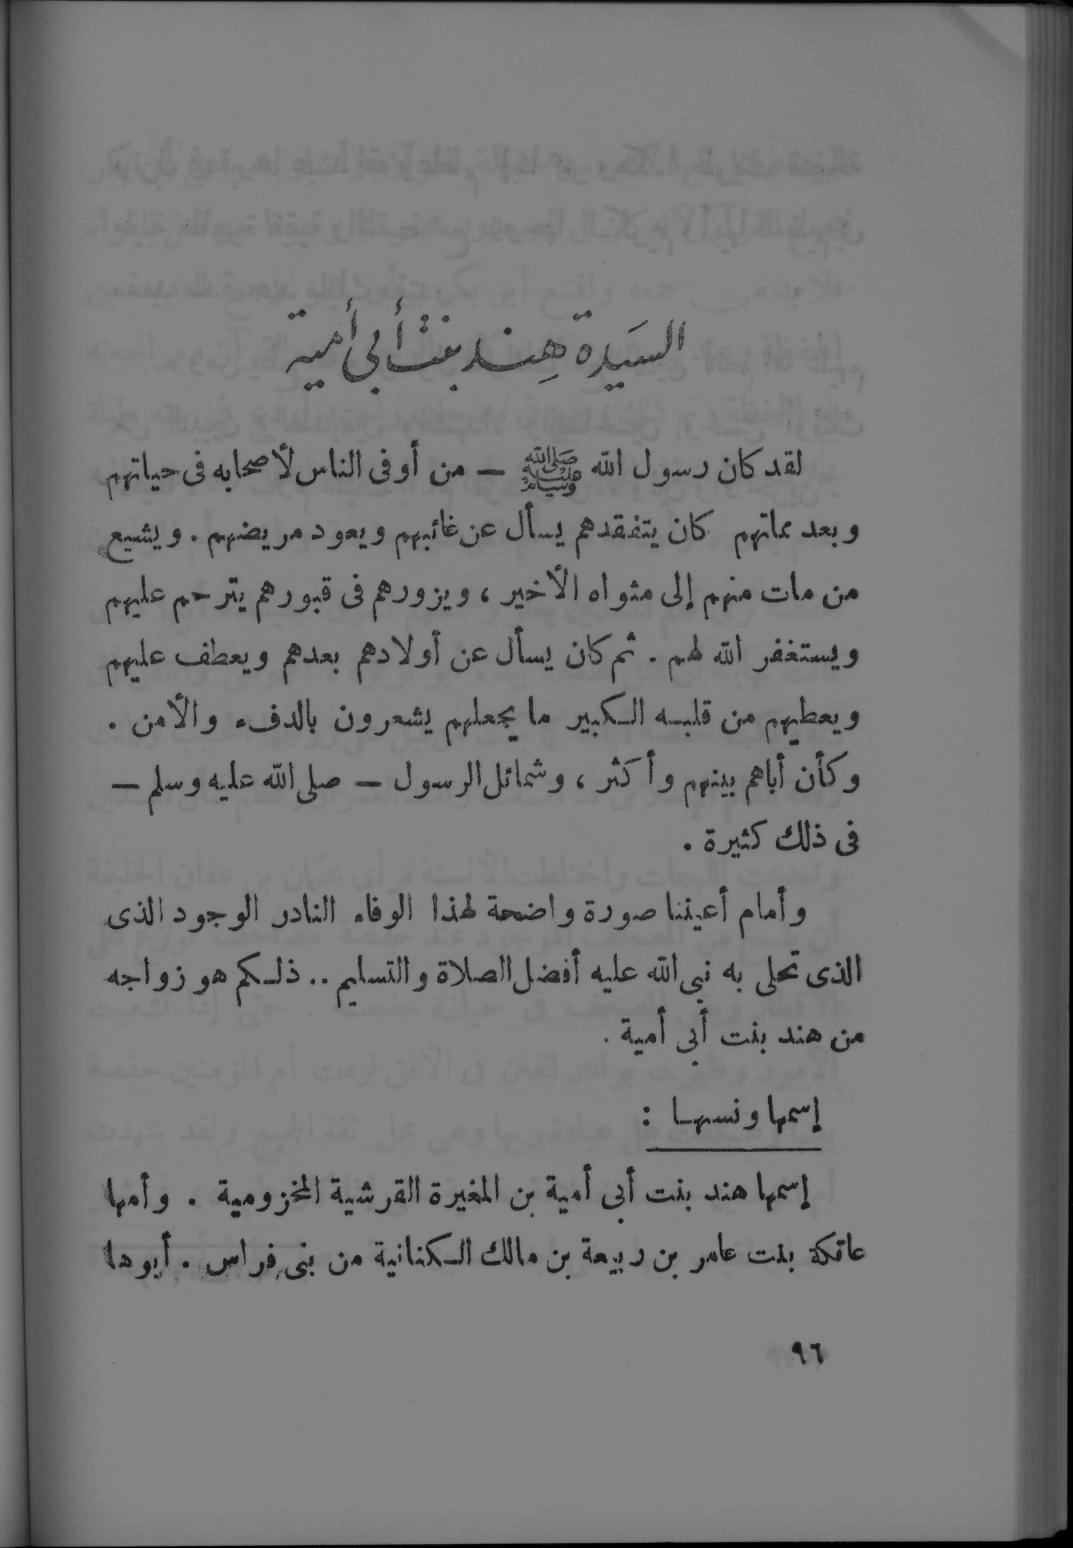 السيدة هند بنت أبي أمية
لقد كان رسول الله ﷺ – من أوفى الناس لأصحابه فى حياتهم
وبعد مماتهم كان يتفقدهم يسأل عن غائبهم ويعود مريضهم . ويشيع
من مات منهم إلى مثواه الأخير ، ويزورهم فى قبورهم يترحم عليهم
ويستغفر الله لهم . ثم كان يسأل عن أولادهم بعدهم ويعطف عليهم
ويعطيهم من قلبه الكبير ما يجعلهم يشعرون بالدفء والأمن .
وكأن أباهم بينهم وأكثر ، وشمائل الرسول – صلى الله عليه وسلم –
فى ذلك كثيرة .
وأمام أعيننا صورة واضحة لهذا الوفاء النادر الوجود الذى
الذى تحلى به نبى الله عليه أفضل الصلاة والتسليم .. ذلكم هو زواجه
من هند بنت أبى أمية .
إسمها ونسبها :
إسمها هند بنت أبى أمية بن المغيرة القرشية المخزومية . وأمها
عاتكة بنت عامر بن ربيعة بن مالك الكنانية من بنى فراس . أبوها
٩٦